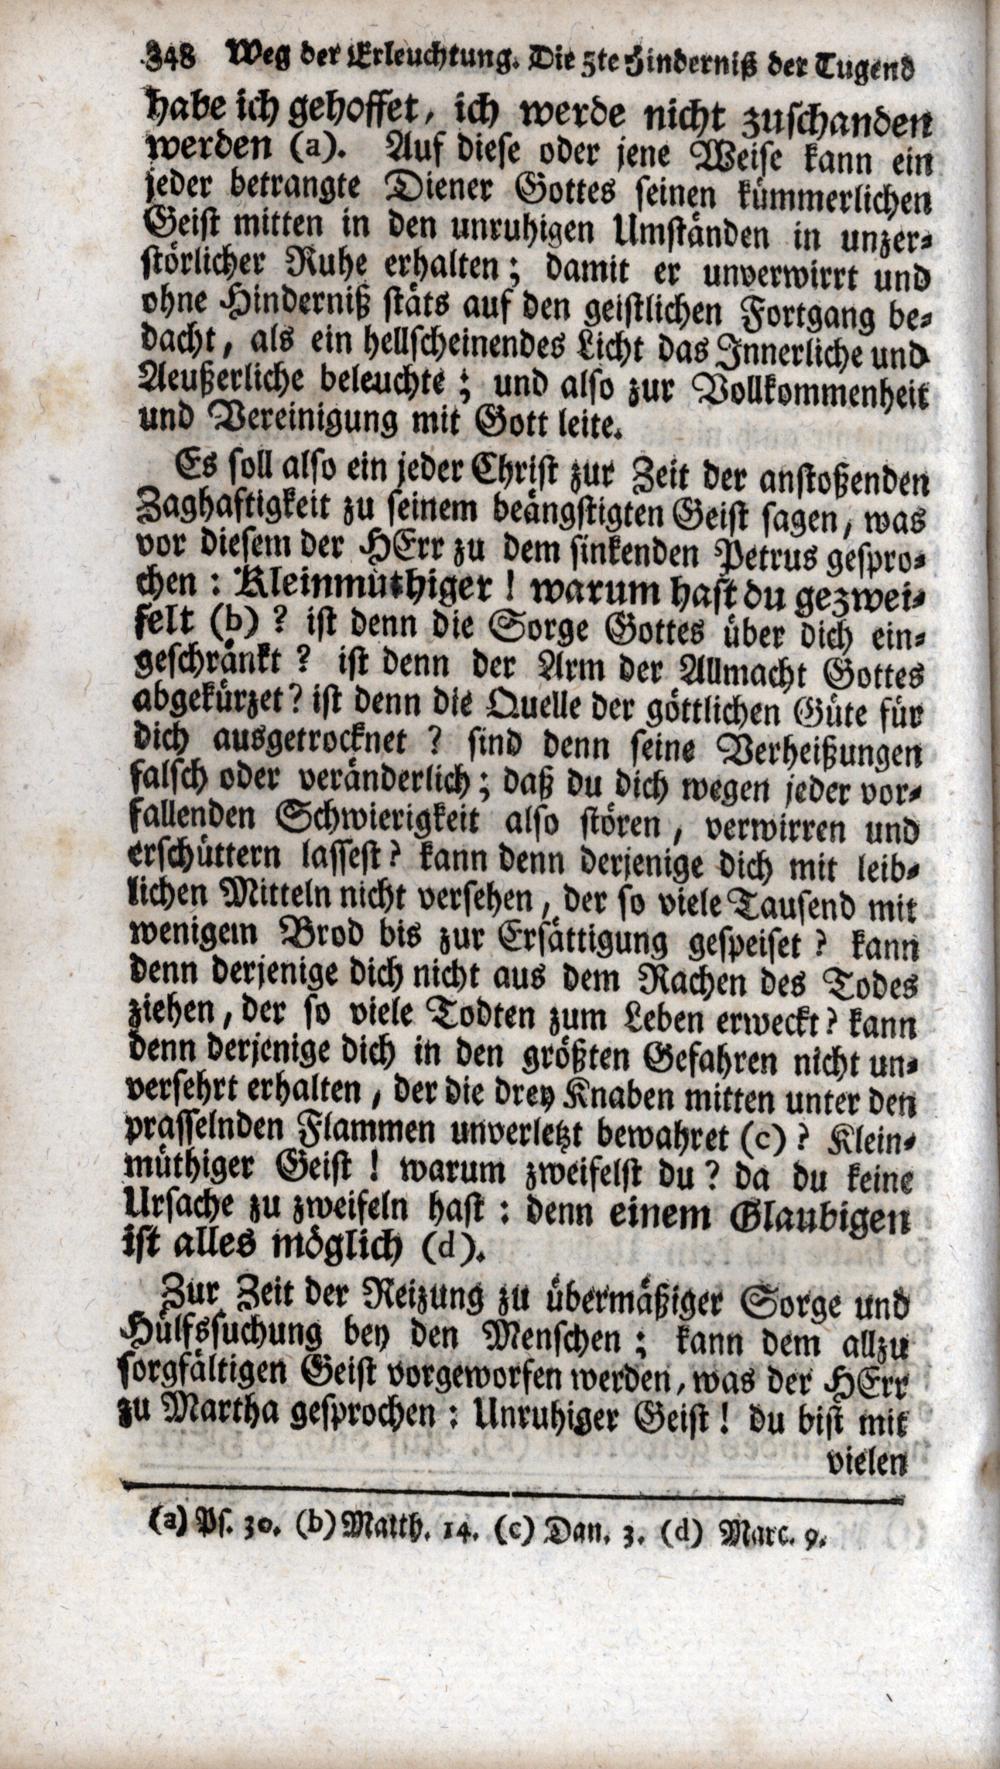 348 Weg der Erleuchtung. Die 5te Hinderniß der Tugend
habe ich gehoffet, ich werde nicht zuschanden
werden (a). Auf diese oder jene Weise kann ein
jeder betrangte Diener Gottes seinen kümmerlichen
Geist mitten in den unruhigen Umständen in unzer-
störlicher Ruhe erhalten; damit er unverwirrt und
ohne Hinderniß stäts auf den geistlichen Fortgang be-
dacht, als ein hellscheinendes Licht das Innerliche und
Aeußerliche beleuchte; und also zur Vollkommenheit
und Vereinigung mit Gott leite.
Es soll also ein jeder Christ zur Zeit der anstoßenden
Zaghaftigkeit zu seinem beängstigten Geist sagen, was
vor diesem der HErr zu dem sinkenden Petrus gespro-
chen: Kleinmüthiger! warum hast du gezwei-
felt (b)? ist denn die Sorge Gottes über dich ein-
geschränkt? ist denn der Arm der Allmacht Gottes
abgekürzet? ist denn die Quelle der göttlichen Güte für
dich ausgetrocknet? sind denn seine Verheißungen
falsch oder veränderlich; daß du dich wegen jeder vor-
fallenden Schwierigkeit also stören, verwirren und
erschüttern lassest? kann denn derjenige dich mit leib-
lichen Mitteln nicht versehen, der so viele Tausend mit
wenigem Brod bis zur Ersättigung gespeiset? kann
denn derjenige dich nicht aus dem Rachen des Todes
ziehen, der so viele Todten zum Leben erweckt? kann
denn derjenige dich in den größten Gefahren nicht un-
versehrt erhalten, der die drey Knaben mitten unter den
prasselnden Flammen unverletzt bewahret (c)? Klein-
müthiger Geist! warum zweifelst du? da du keine
Ursache zu zweifeln hast: denn einem Glaubigen
ist alles möglich (d).
Zur Zeit der Reizung zu übermäßiger Sorge und
Hülfssuchung bey den Menschen; kann dem allzu
sorgfältigen Geist vorgeworfen werden, was der HErr
zu Martha gesprochen: Unruhiger Geist! du bist mit
vielen
(a) Ps. 30. (b) Matth. 14. (c) Dan. 3. (d) Marc. 9.